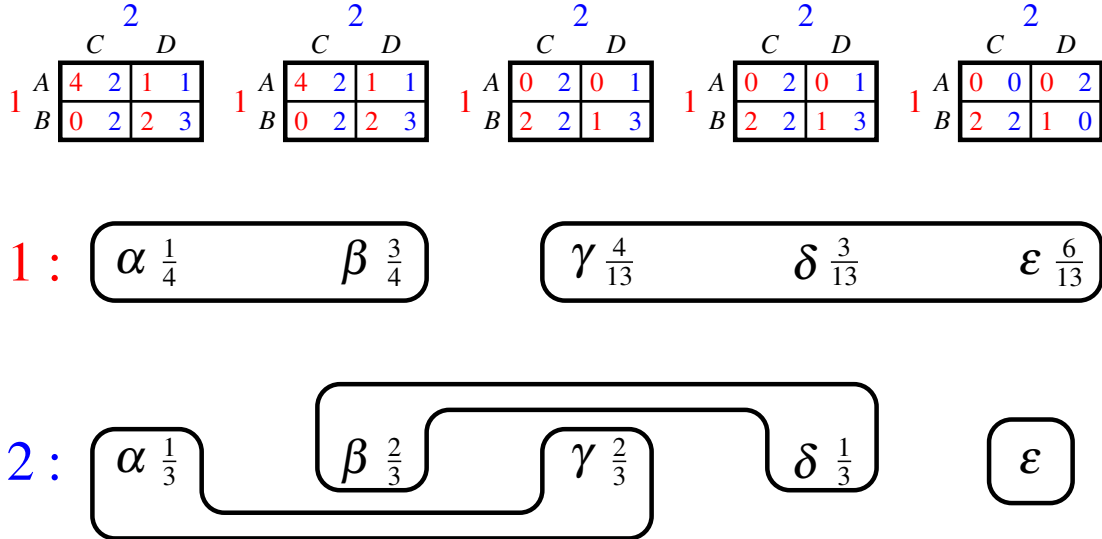 2 2 2 2 2
C D C D C D C D C D
1 A 4 2 1 1 1 A 4 2 1 1 1 A 0 2 0 1 1 A 0 2 0 1 1 A 0 0 0 2
B 0 2 2 3 B 0 2 2 3 B 2 2 1 3 B 2 2 1 3 B 2 2 1 0
1 : α 1/4 β 3/4 γ 4/13 δ 3/13 ε 6/13
2 : α 1/3 β 2/3 γ 2/3 δ 1/3 ε